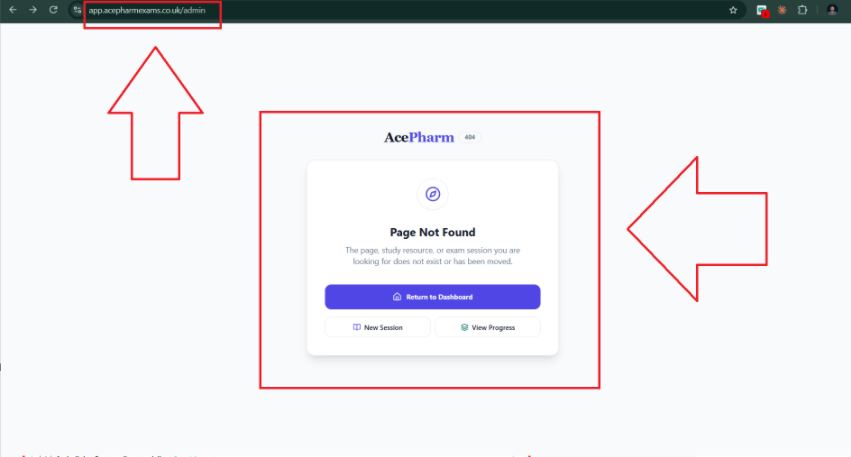 app.acepharmexams.co.uk/admin
AcePharm 404
Page Not Found
The page, study resource, or exam session you are
looking for does not exist or has been moved.
Return to Dashboard
New Session
View Progress